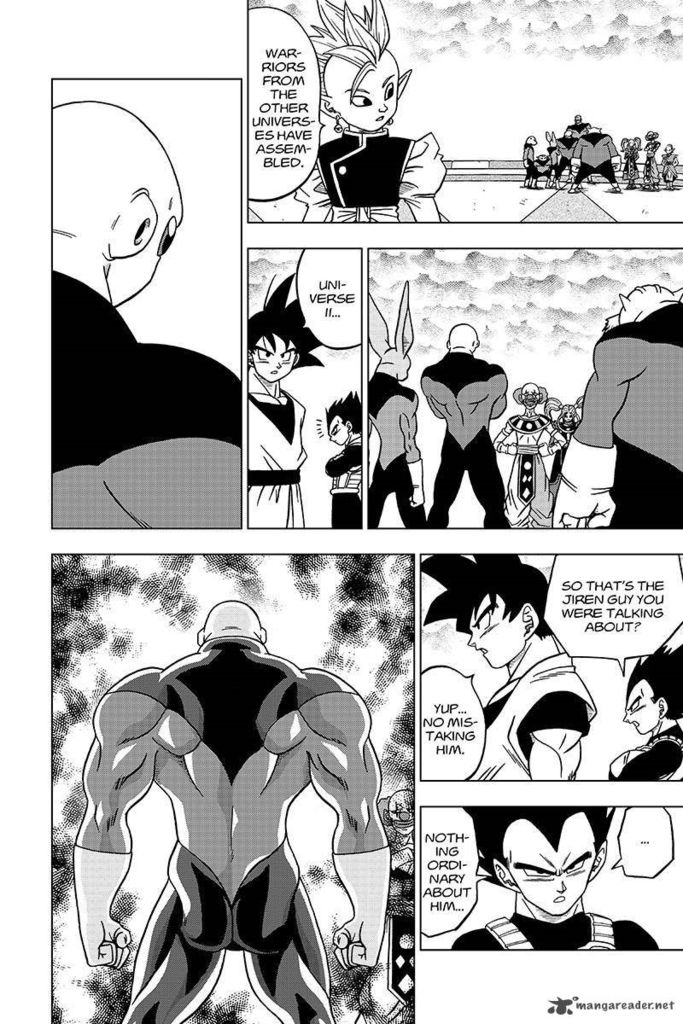 WAR-
RIORS
FROM
THE
OTHER
UNIVERS-
ES HAVE
ASSEM-
BLED.
UNI-
VERSE
11...
SO THAT'S THE
JIREN GUY YOU
WERE TALKING
ABOUT?
YUP...
NO MIS-
TAKING
HIM.
...
NOTH-
ING
ORDI-
NARY
ABOUT
HIM...
mangareader.net